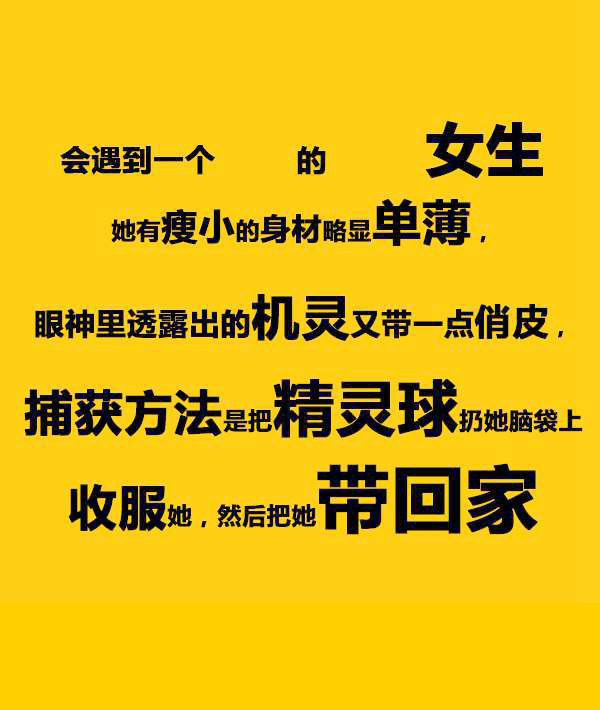 会遇到一个 的 女生
她有瘦小的身材略显单薄，
眼神里透露出的机灵又带一点俏皮，
捕获方法是把精灵球扔她脑袋上
收服她，然后把她带回家